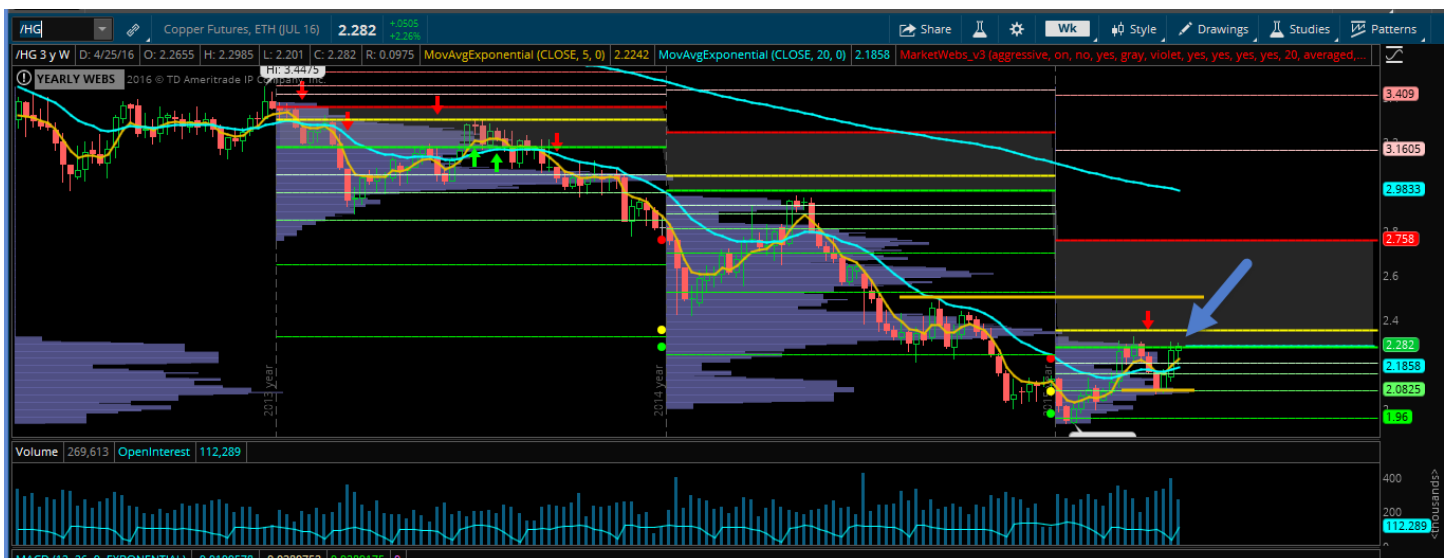 /HG Copper Futures, ETH (JUL 16) 2.282 +.0505 +2.26% Share Wk Style Drawings Studies Patterns
/HG 3 y W D: 4/25/16 O: 2.2655 H: 2.2985 L: 2.201 C: 2.282 R: 0.0975 MovAvgExponential (CLOSE, 5, 0) 2.2242 MovAvgExponential (CLOSE, 20, 0) 2.1858 MarketWebs_v3 (aggressive, on, no, yes, gray, violet, yes, yes, yes, yes, 20, averaged,...
YEARLY WEBS 2016 © TD Ameritrade IP Company, Inc.
Hi: 3.4475
3.409
3.1605
2.9833
2.758
2.6
2.4
2.282
2.1858
2.0825
1.96
2013 year
2014 year
Volume 269,613 OpenInterest 112,289
400
200
112.289
<thousands>